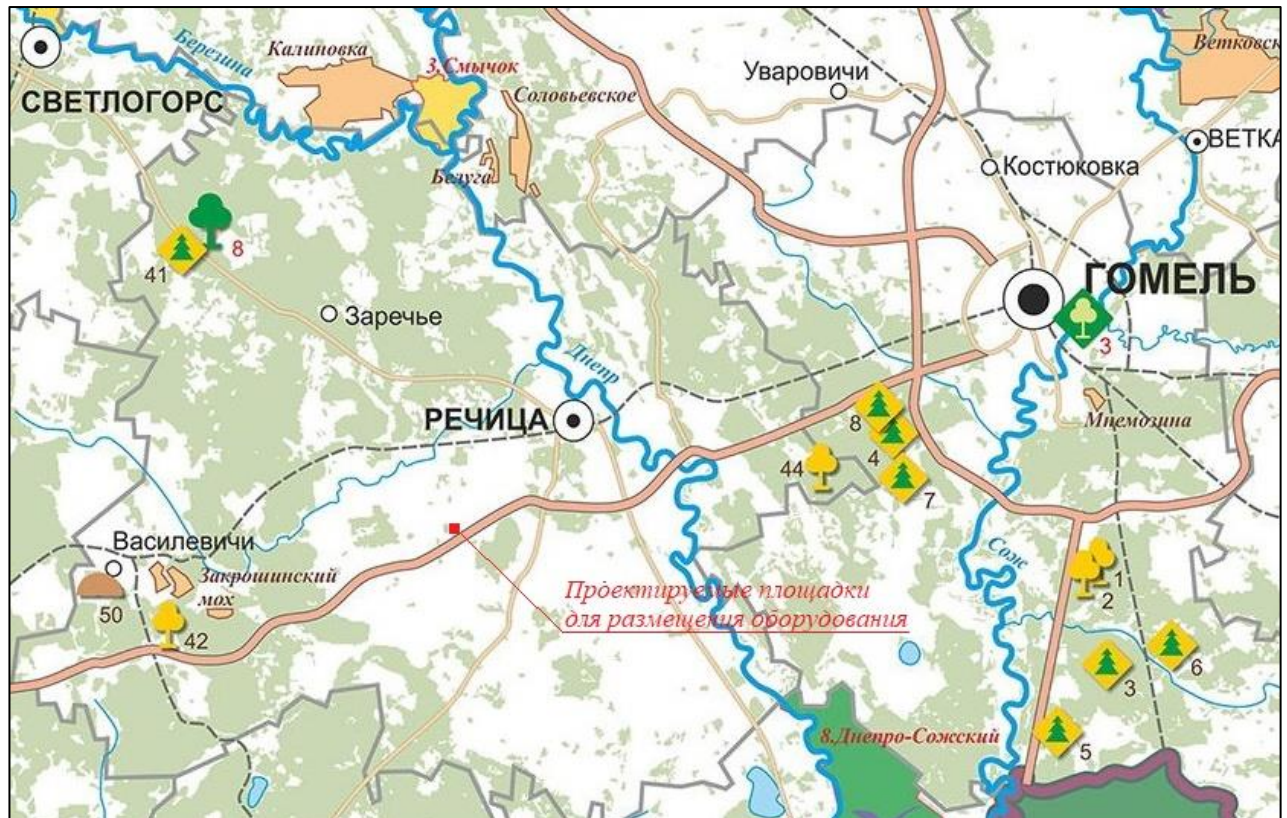 Березина
Калиновка
3.Смычок
Соловьевское
Уваровичи
Ветковск
СВЕТЛОГОРС
ВЕТКА
Костюковка
Белуга
8
41
ГОМЕЛЬ
3
Заречье
Днепр
РЕЧИЦА
8
4
Мнемозина
44
7
Василевичи
Закрошинский
мох
50
42
Сож
1
2
Проектируемые площадки
для размещения оборудования
6
3
8.Днепро-Сожский
5